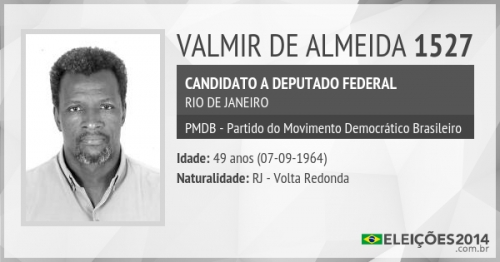 VALMIR DE ALMEIDA 1527
CANDIDATO A DEPUTADO FEDERAL
RIO DE JANEIRO
PMDB - Partido do Movimento Democrático Brasileiro
Idade: 49 anos (07-09-1964)
Naturalidade: RJ - Volta Redonda
ELEIÇÕES2014
.com.br